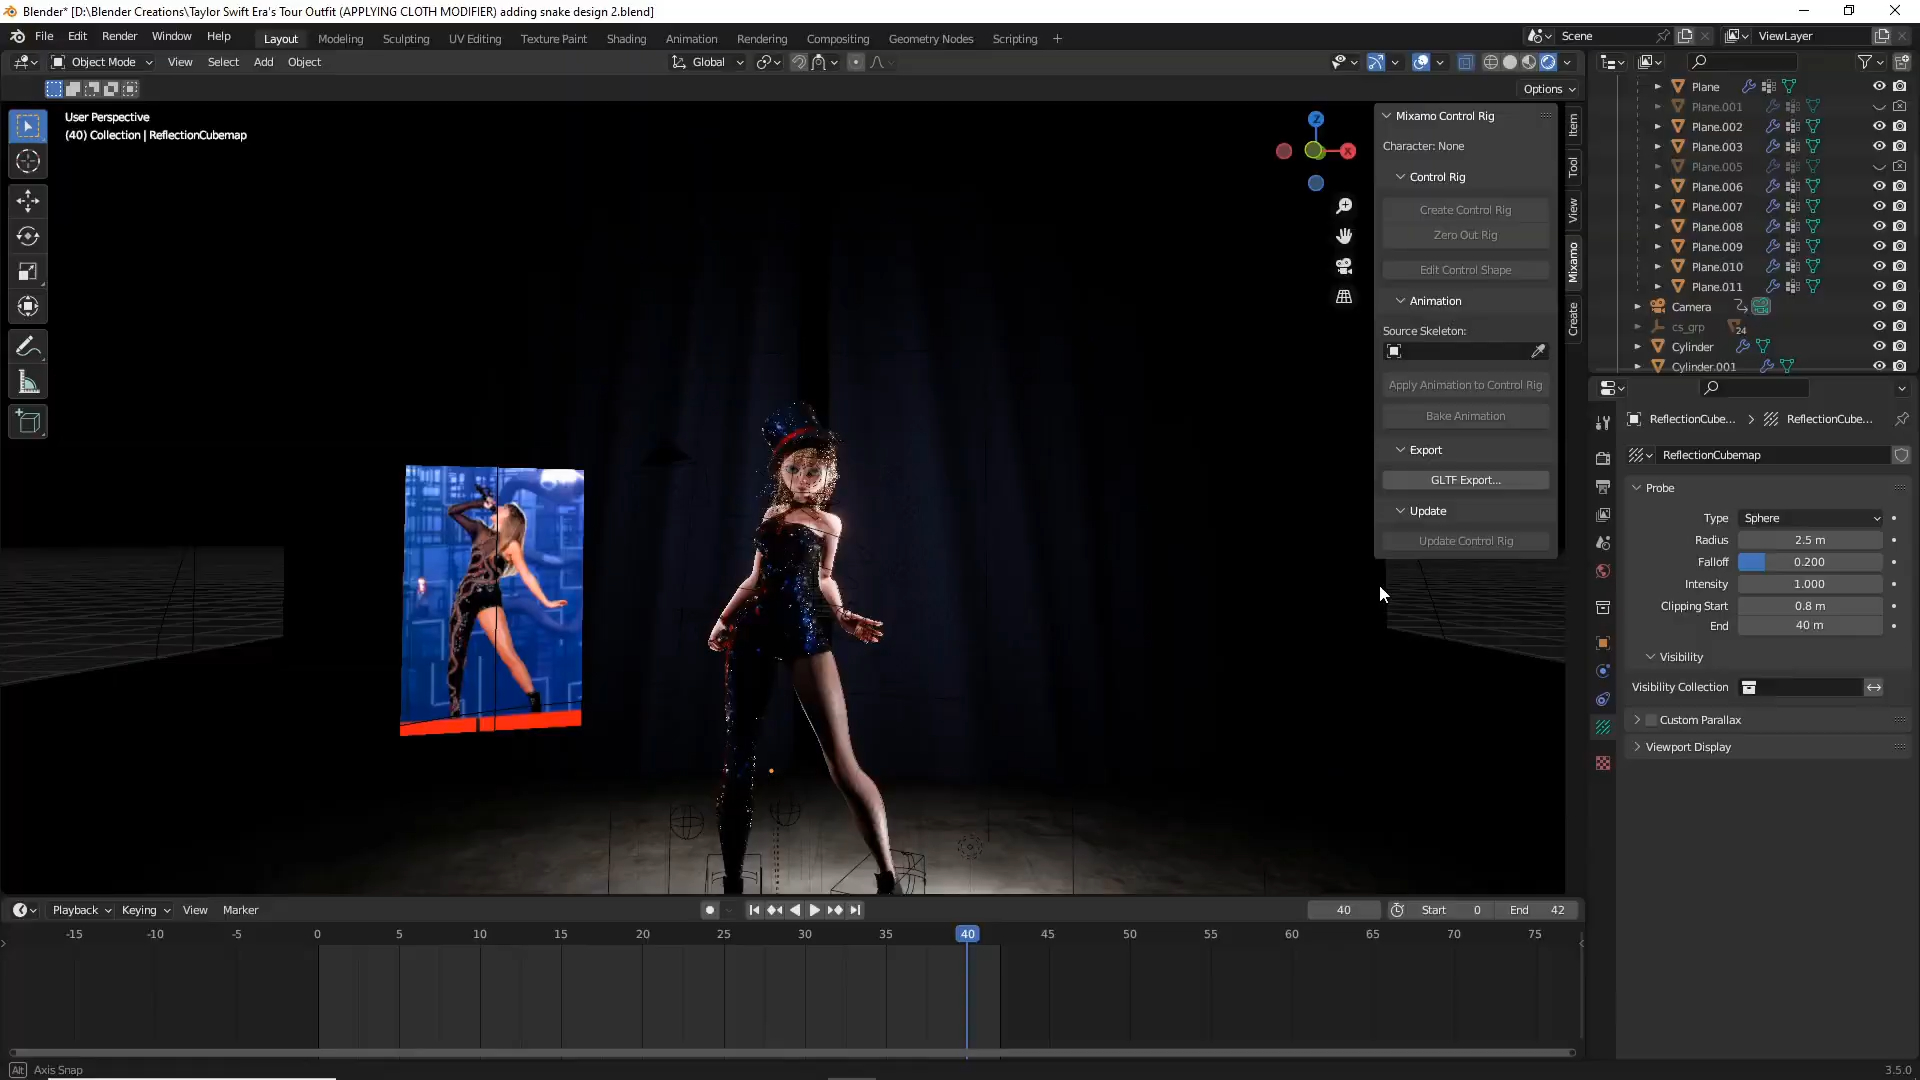 Blender* [D:\Blender Creations\Taylor Swift Era's Tour Outfit (APPLYING CLOTH MODIFIER) adding snake design 2.blend]
File Edit Render Window Help Layout Modeling Sculpting UV Editing Texture Paint Shading Animation Rendering Compositing Geometry Nodes Scripting + Scene ViewLayer
Object Mode View Select Add Object Global
Options
User Perspective
(40) Collection | ReflectionCubemap
Z
X
Mixamo Control Rig
Character: None
Control Rig
Create Control Rig
Zero Out Rig
Edit Control Shape
Animation
Source Skeleton:
Apply Animation to Control Rig
Bake Animation
Export
GLTF Export...
Update
Update Control Rig
Item
Tool
View
Mixamo
Create
Plane
Plane.001
Plane.002
Plane.003
Plane.005
Plane.006
Plane.007
Plane.008
Plane.009
Plane.010
Plane.011
Camera
cs_grp 24
Cylinder
Cylinder.001
ReflectionCube... ReflectionCube...
ReflectionCubemap
Probe
Type Sphere
Radius 2.5 m
Falloff 0.200
Intensity 1.000
Clipping Start 0.8 m
End 40 m
Visibility
Visibility Collection
Custom Parallax
Viewport Display
Playback Keying View Marker 40 Start 0 End 42
-15 -10 -5 0 5 10 15 20 25 30 35 40 45 50 55 60 65 70 75
Alt Axis Snap 3.5.0